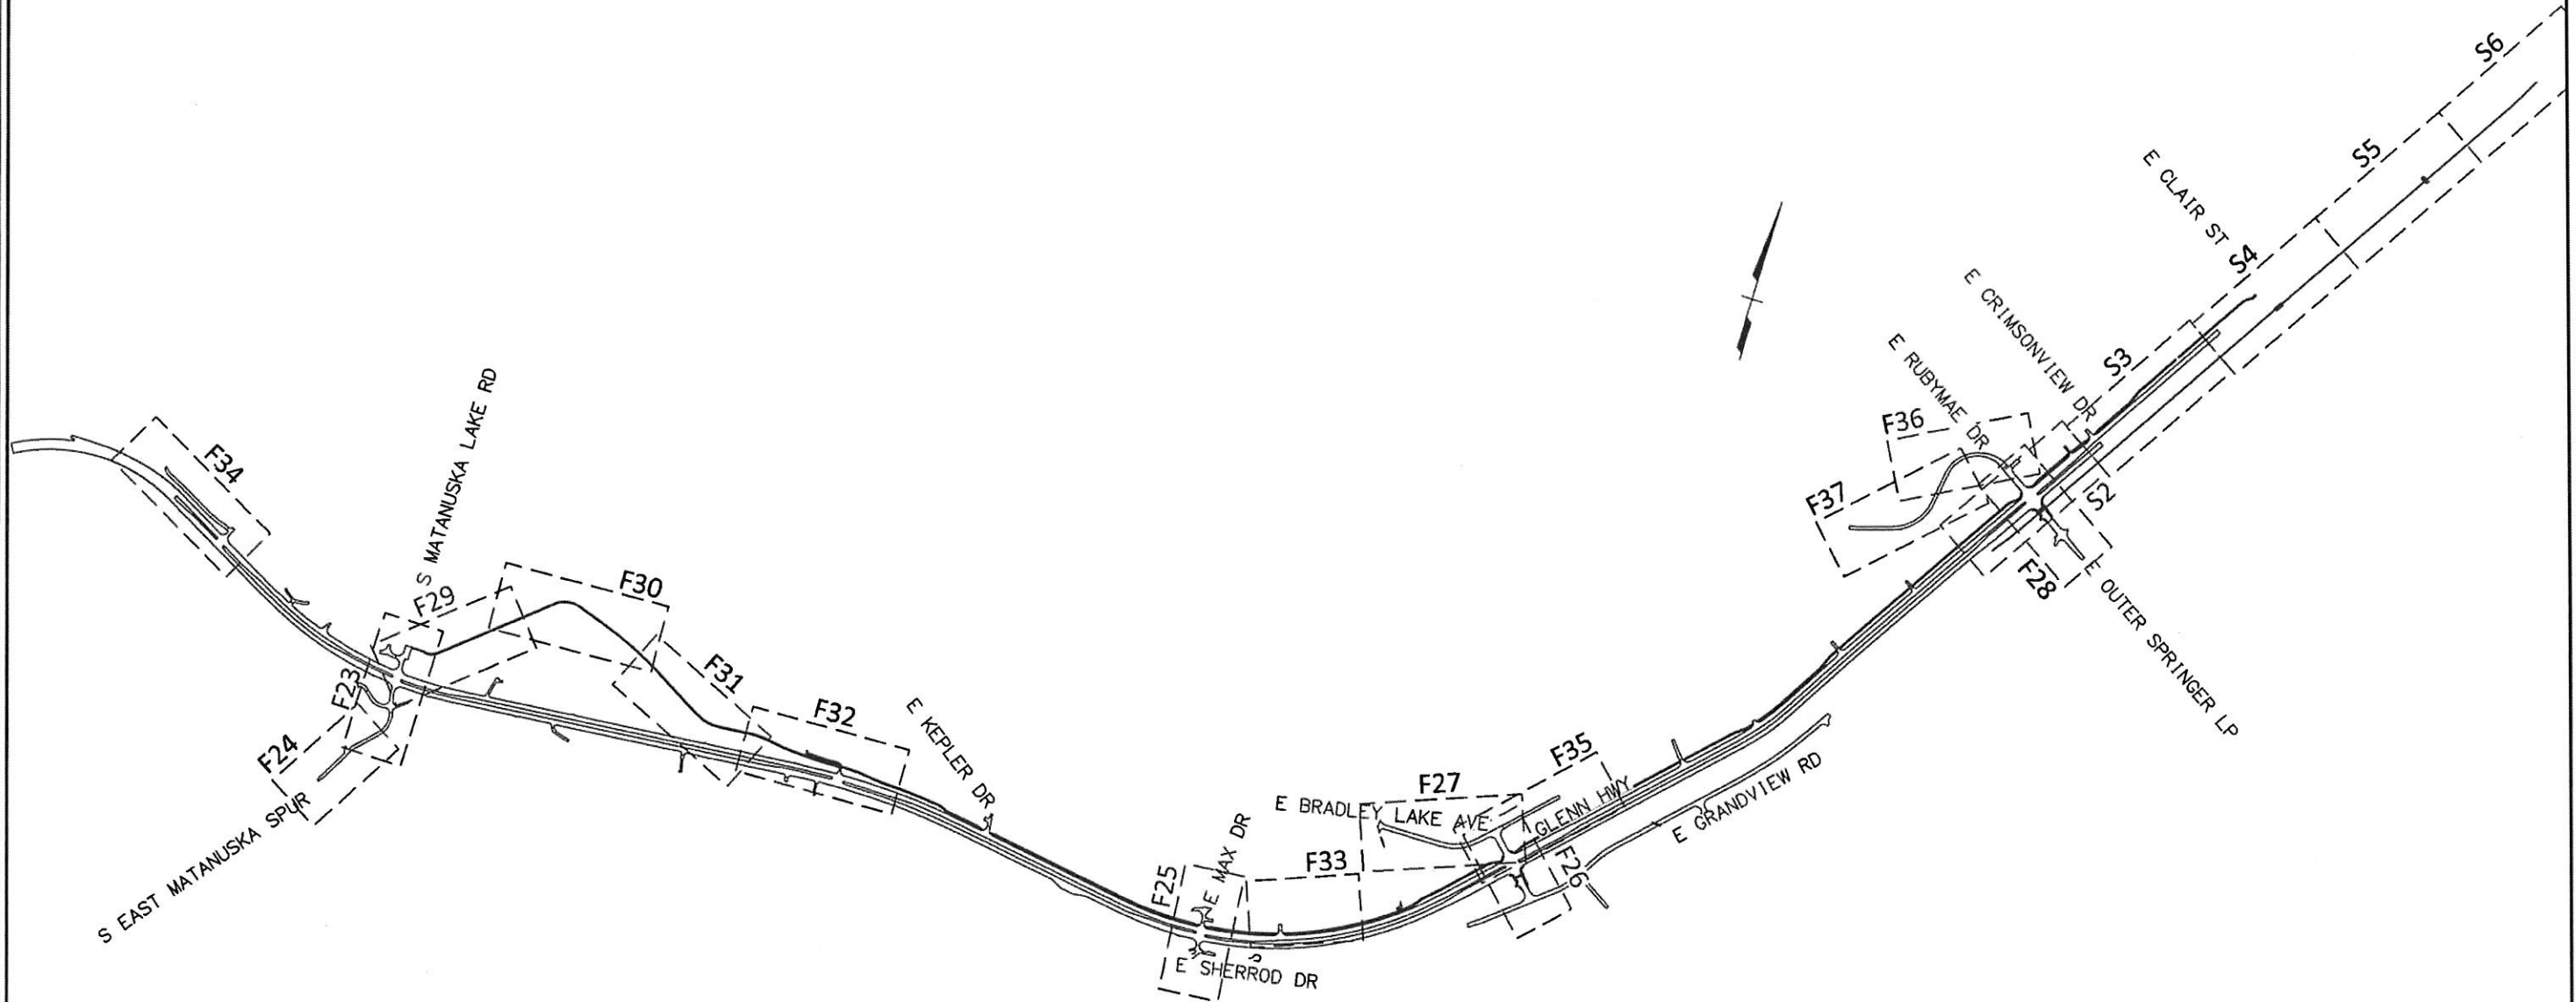 S6
S5
E CLAIR ST
S4
E CRIMSONVIEW DR
S3
E RUBYMAE DR
F36
F37
S2
F28
E OUTER SPRINGER LP
F34
S MATANUSKA LAKE RD
F29
F30
F31
F23
F24
S EAST MATANUSKA SPUR
F32
E KEPLER DR
F35
F27
E BRADLEY LAKE AVE
GLENN HWY
E GRANDVIEW RD
F26
F33
E MAX DR
F25
E SHERROD DR